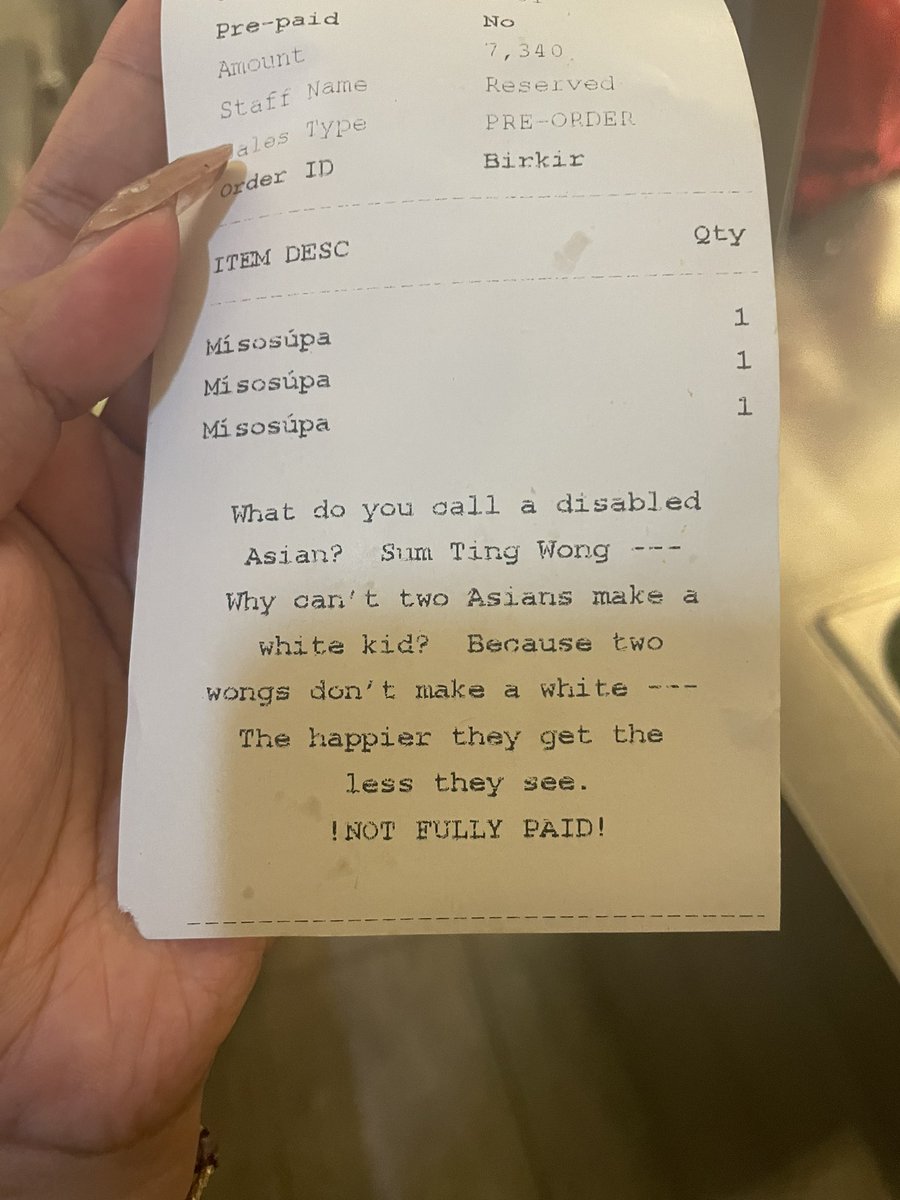 Pre-paid No
Amount 7,340
Staff Name Reserved
ales Type PRE-ORDER
Order ID Birkir
ITEM DESC Qty
Mísosúpa 1
Mísosúpa 1
Mísosúpa 1
What do you call a disabled
Asian? Sum Ting Wong ---
Why can't two Asians make a
white kid? Because two
wongs don't make a white ---
The happier they get the
less they see.
!NOT FULLY PAID!